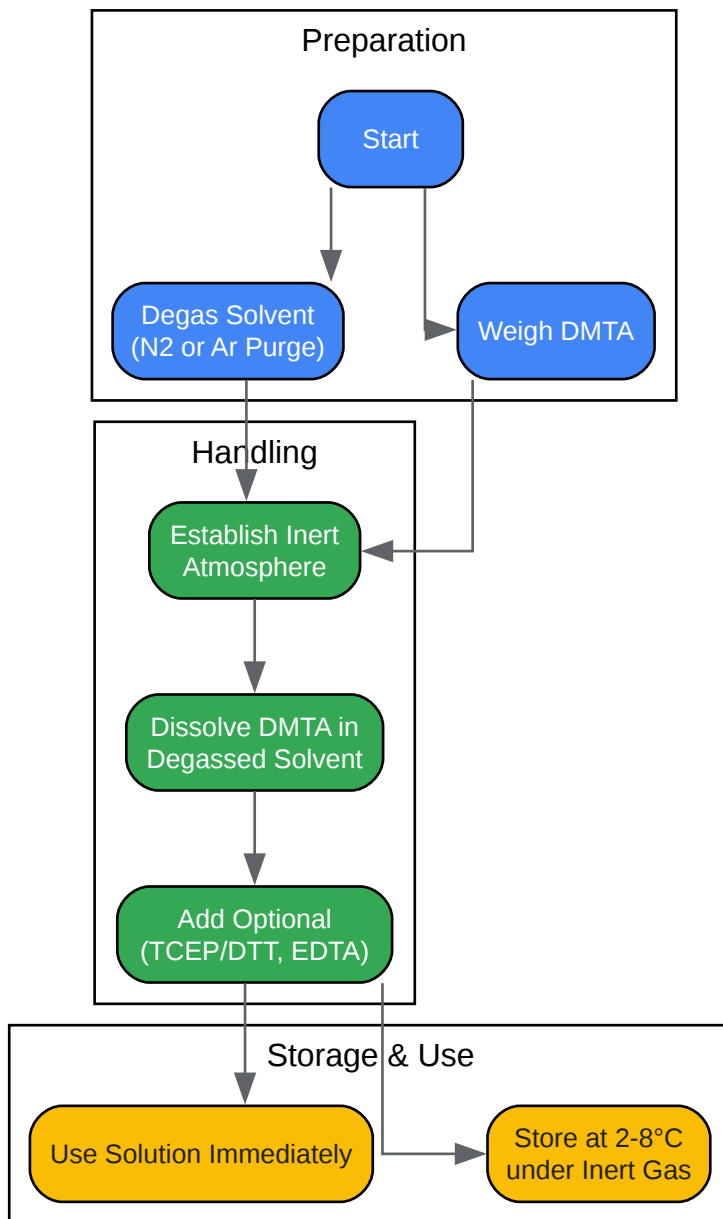 Preparation
Start
Degas Solvent
(N2 or Ar Purge)
Weigh DMTA
Handling
Establish Inert
Atmosphere
Dissolve DMTA in
Degassed Solvent
Add Optional
(TCEP/DTT, EDTA)
Storage & Use
Use Solution Immediately
Store at 2-8°C
under Inert Gas